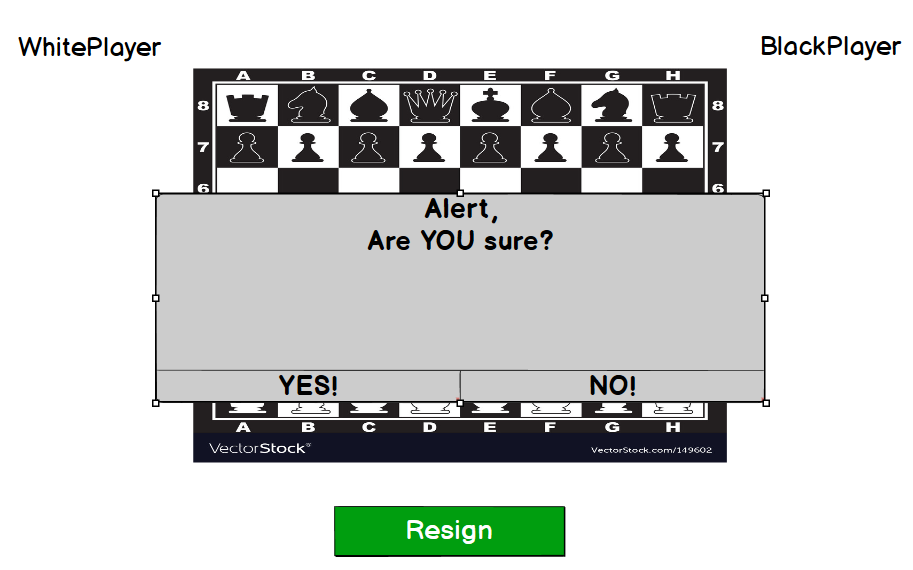 WhitePlayer
BlackPlayer
A B C D E F G H
8 8
7 7
6 6
Alert,
Are YOU sure?
YES! NO!
A B C D E F G H
VectorStock® VectorStock.com/149602
Resign